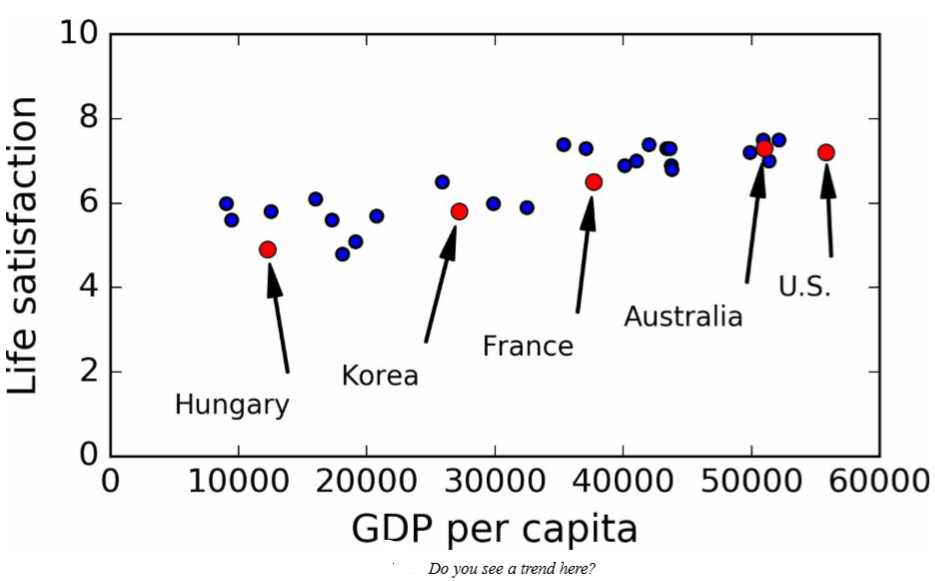 10
8
6
4
2
0
Life satisfaction
Hungary
Korea
France
Australia
U.S.
0 10000 20000 30000 40000 50000 60000
GDP per capita
Do you see a trend here?